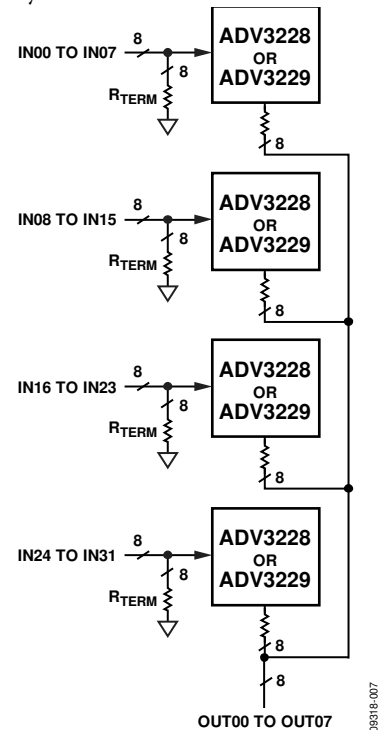 8
IN00 TO IN07
8
RTERM
ADV3228
OR
ADV3229
8
8
IN08 TO IN15
8
RTERM
ADV3228
OR
ADV3229
8
8
IN16 TO IN23
8
RTERM
ADV3228
OR
ADV3229
8
8
IN24 TO IN31
8
RTERM
ADV3228
OR
ADV3229
8
8
OUT00 TO OUT07
09318-007